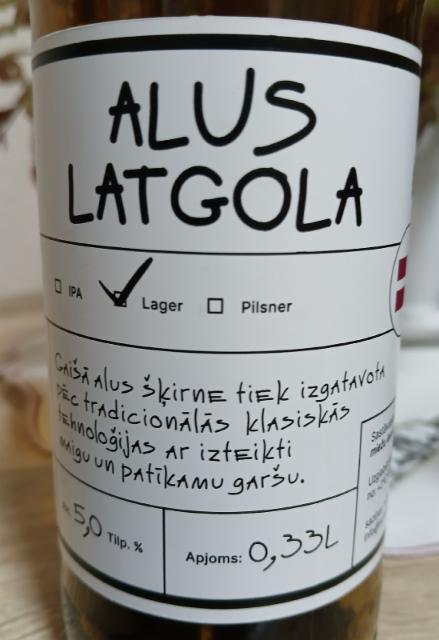 ALUS
LATGOLA
IPA
Lager
Pilsner
Gaišā alus šķirne tiek izgatavota
pēc tradicionālās klasiskās
tehnoloģijas ar izteikti
maigu un patīkamu garšu.
5,0 Tilp. %
Apjoms: 0,33L